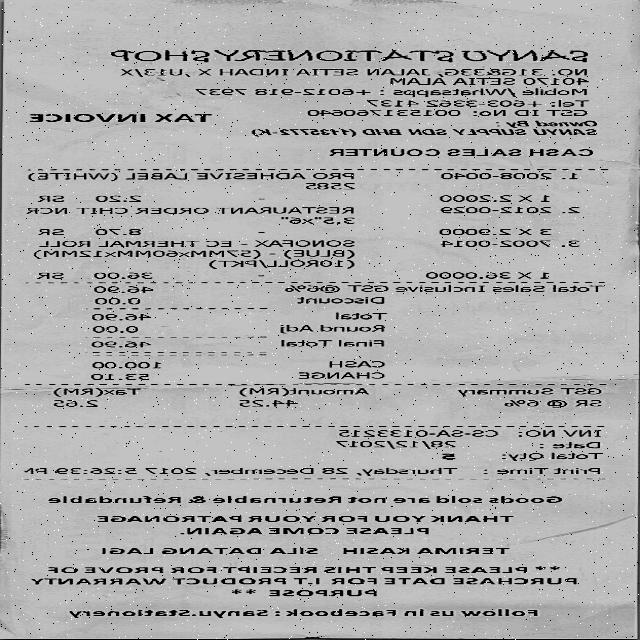 SANYU STATIONERY SHOP
NO. 31G&33G, JALAN SETIA INDAH X ,U13/X
40170 SETIA ALAM
Mobile /Whatsapps : +6012-918 7937
Tel: +603-3362 4137
GST ID No: 001531760640
TAX INVOICE
Owned By :
SANYU SUPPLY SDN BHD (1135772-K)
CASH SALES COUNTER
1. 2008-0040 PRO ADHESIVE LABEL (WHITE)
2585
1 X 2.2000 - 2.20 SR
2. 2012-0029 RESTAURANT ORDER CHIT NCR
3.5"x6"
3 X 2.9000 - 8.70 SR
3. 7002-0014 SONOFAX - EC THERMAL ROLL
(BLUE) - (57MMx60MMx12MM)
(10ROLL/PKT)
1 X 36.0000 - 36.00 SR
Total Sales Inclusive GST @6% 46.90
Discount 0.00
Total 46.90
Round.Adj 0.00
Final Total 46.90
CASH 100.00
CHANGE 53.10
GST Summary Amount(RM) Tax(RM)
SR @ 6% 44.25 2.65
INV NO: CS-SA-0133215
Date : 28/12/2017
Total Qty: 5
Print Time : Thursday, 28 December, 2017 5:26:39 PM
Goods sold are not Returnable & Refundable
THANK YOU FOR YOUR PATRONAGE
PLEASE COME AGAIN.
TERIMA KASIH SILA DATANG LAGI
** PLEASE KEEP THIS RECEIPT FOR PROVE OF
PURCHASE DATE FOR I.T PRODUCT WARRANTY
PURPOSE **
Follow us in Facebook : Sanyu.Stationery